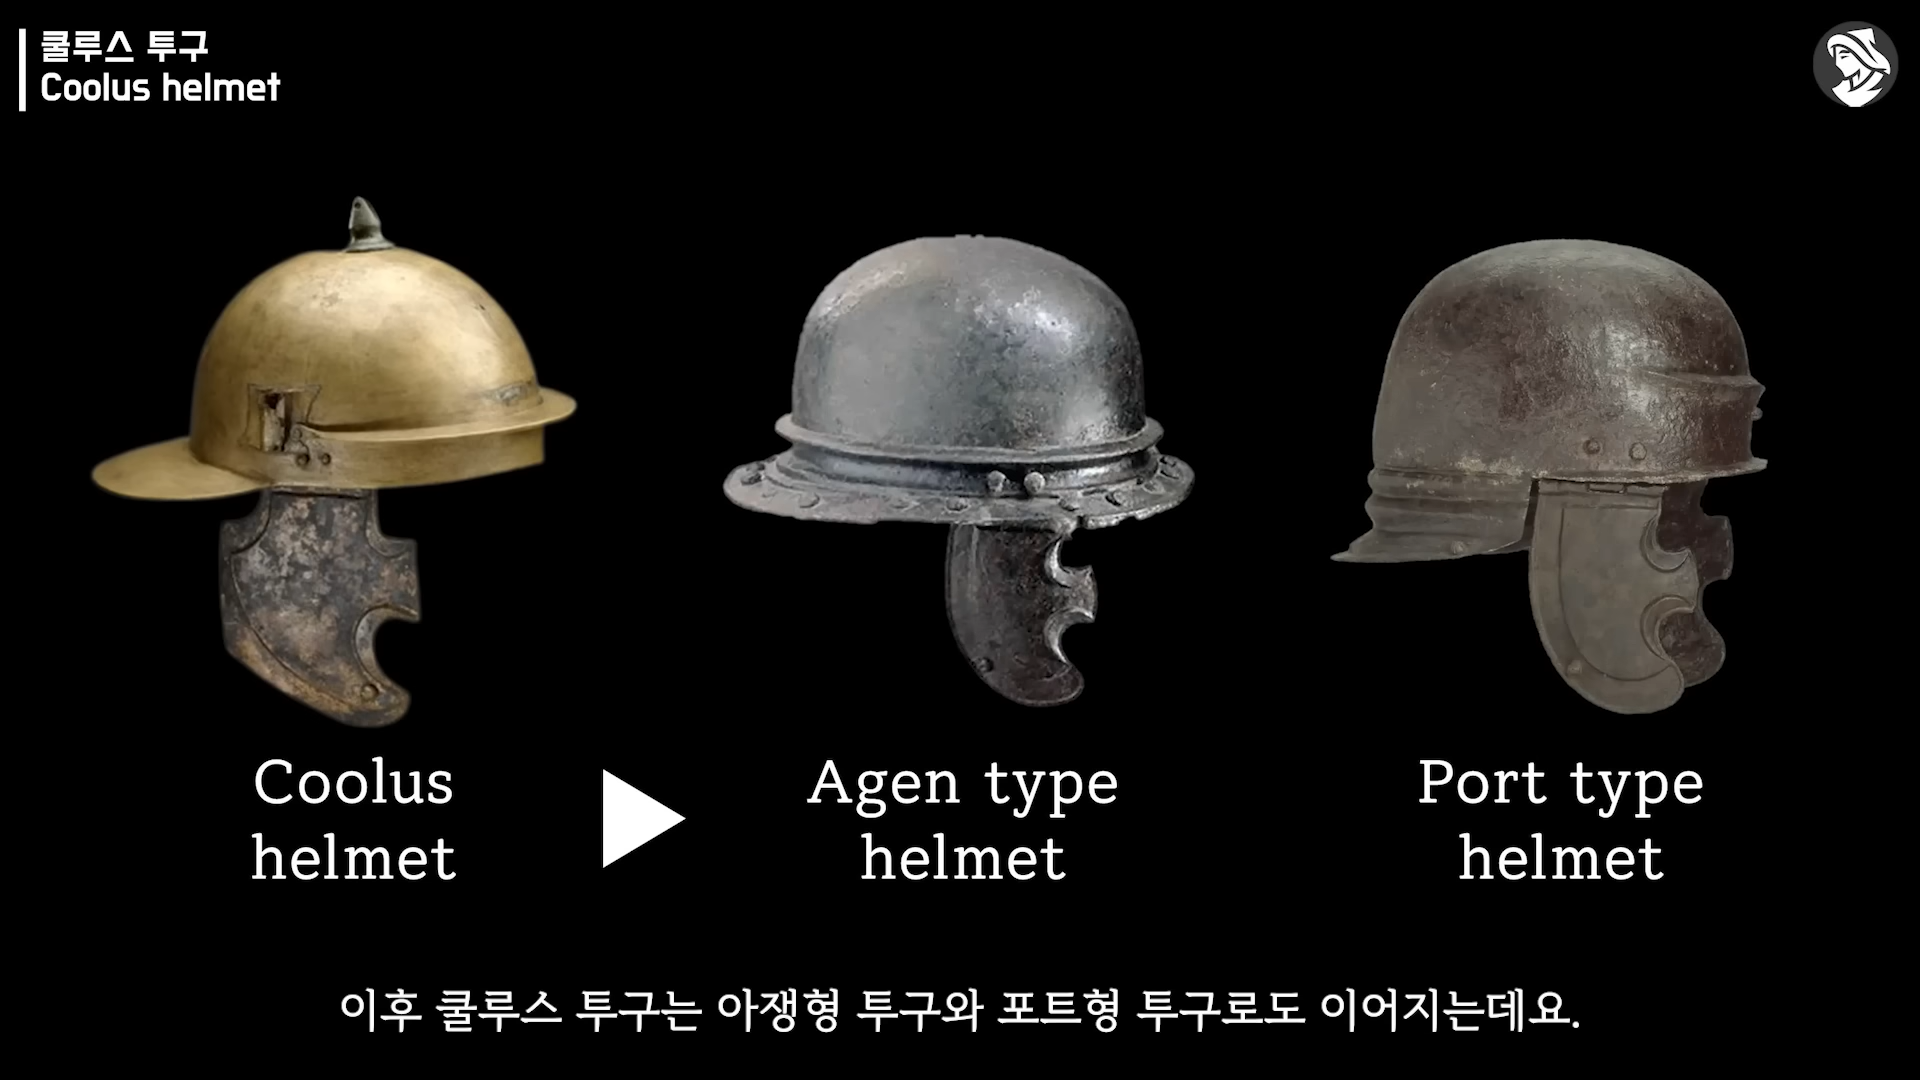 쿨루스 투구
Coolus helmet
Coolus
helmet
Agen type
helmet
Port type
helmet
이후 쿨루스 투구는 아쟁형 투구와 포트형 투구로도 이어지는데요.